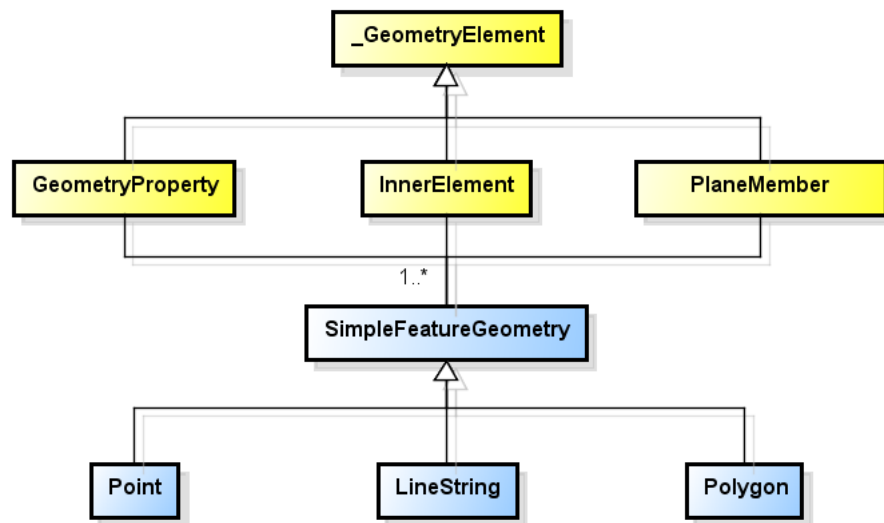 _GeometryElement
GeometryProperty
InnerElement
PlaneMember
1..*
SimpleFeatureGeometry
Point
LineString
Polygon